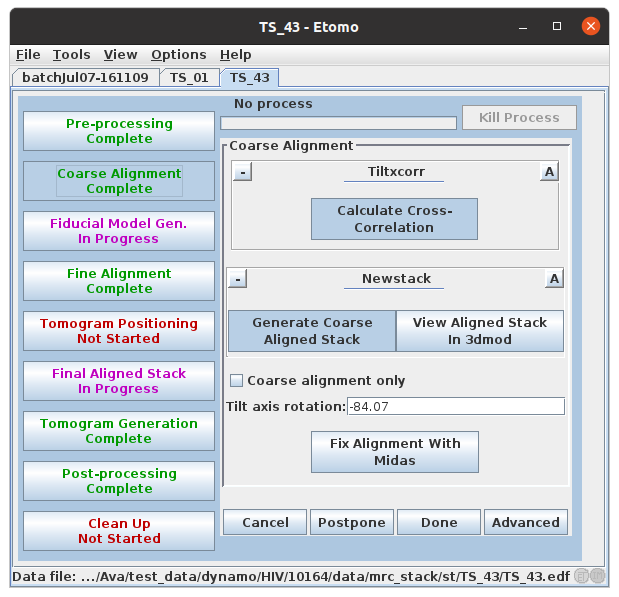 TS_43 - Etomo
File Tools View Options Help
batchJul07-161109 TS_01 TS_43
No process
Kill Process
Pre-processing
Complete
Coarse Alignment
Complete
Fiducial Model Gen.
In Progress
Fine Alignment
Complete
Tomogram Positioning
Not Started
Final Aligned Stack
In Progress
Tomogram Generation
Complete
Post-processing
Complete
Clean Up
Not Started
Coarse Alignment
- Tiltxcorr A
Calculate Cross-
Correlation
- Newstack A
Generate Coarse
Aligned Stack
View Aligned Stack
In 3dmod
Coarse alignment only
Tilt axis rotation: -84.07
Fix Alignment With
Midas
Cancel Postpone Done Advanced
Data file: .../Ava/test_data/dynamo/HIV/10164/data/mrc_stack/st/TS_43/TS_43.edf